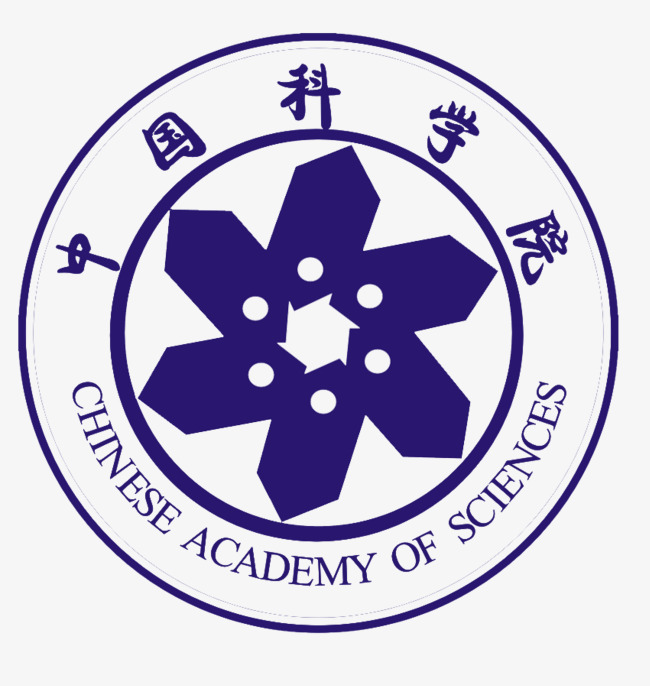 中国科学院
CHINESE ACADEMY OF SCIENCES